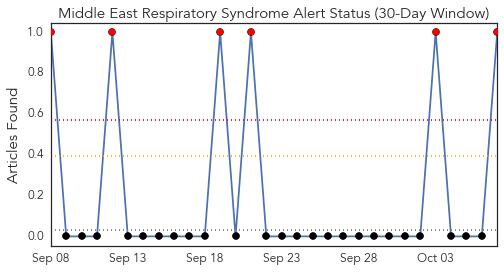 Middle East Respiratory Syndrome Alert Status (30-Day Window)
Articles Found
1.0
0.8
0.6
0.4
0.2
0.0
Sep 08 Sep 13 Sep 18 Sep 23 Sep 28 Oct 03